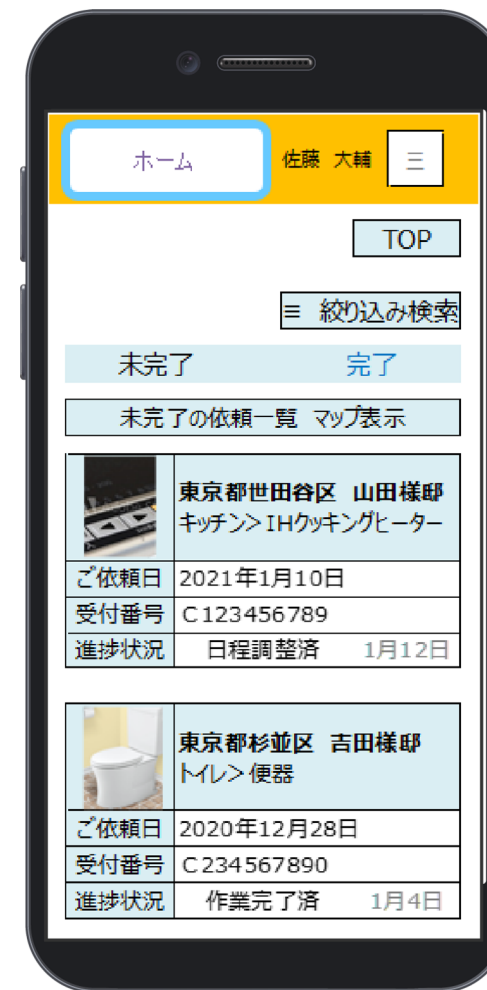 ホーム 佐藤 大輔 三
TOP
≡ 絞り込み検索
未完了 完了
未完了の依頼一覧 マップ表示
東京都世田谷区 山田様邸
キッチン＞IHクッキングヒーター
ご依頼日 2021年1月10日
受付番号 C123456789
進捗状況 日程調整済 1月12日
東京都杉並区 吉田様邸
トイレ＞便器
ご依頼日 2020年12月28日
受付番号 C234567890
進捗状況 作業完了済 1月4日